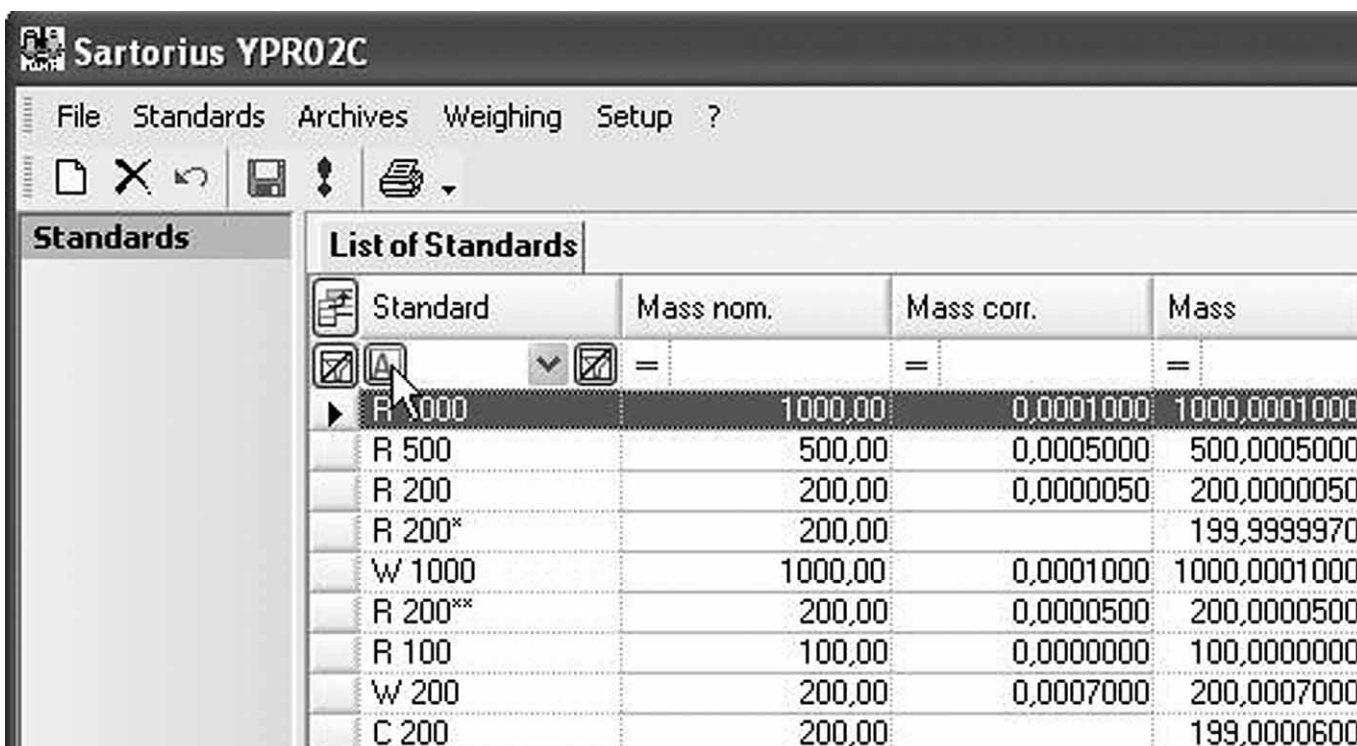 Sartorius YPR02C
File Standards Archives Weighing Setup ?
Standards
List of Standards
Standard Mass nom. Mass corr. Mass
A = = =
1000,00 0,0001000 1000,0001000
R 500 500,00 0,0005000 500,0005000
R 200 200,00 0,0000050 200,0000050
R 200* 200,00 199,9999970
W 1000 1000,00 0,0001000 1000,0001000
R 200** 200,00 0,0000500 200,0000500
R 100 100,00 0,0000000 100,0000000
W 200 200,00 0,0007000 200,0007000
C 200 200,00 199,0000600